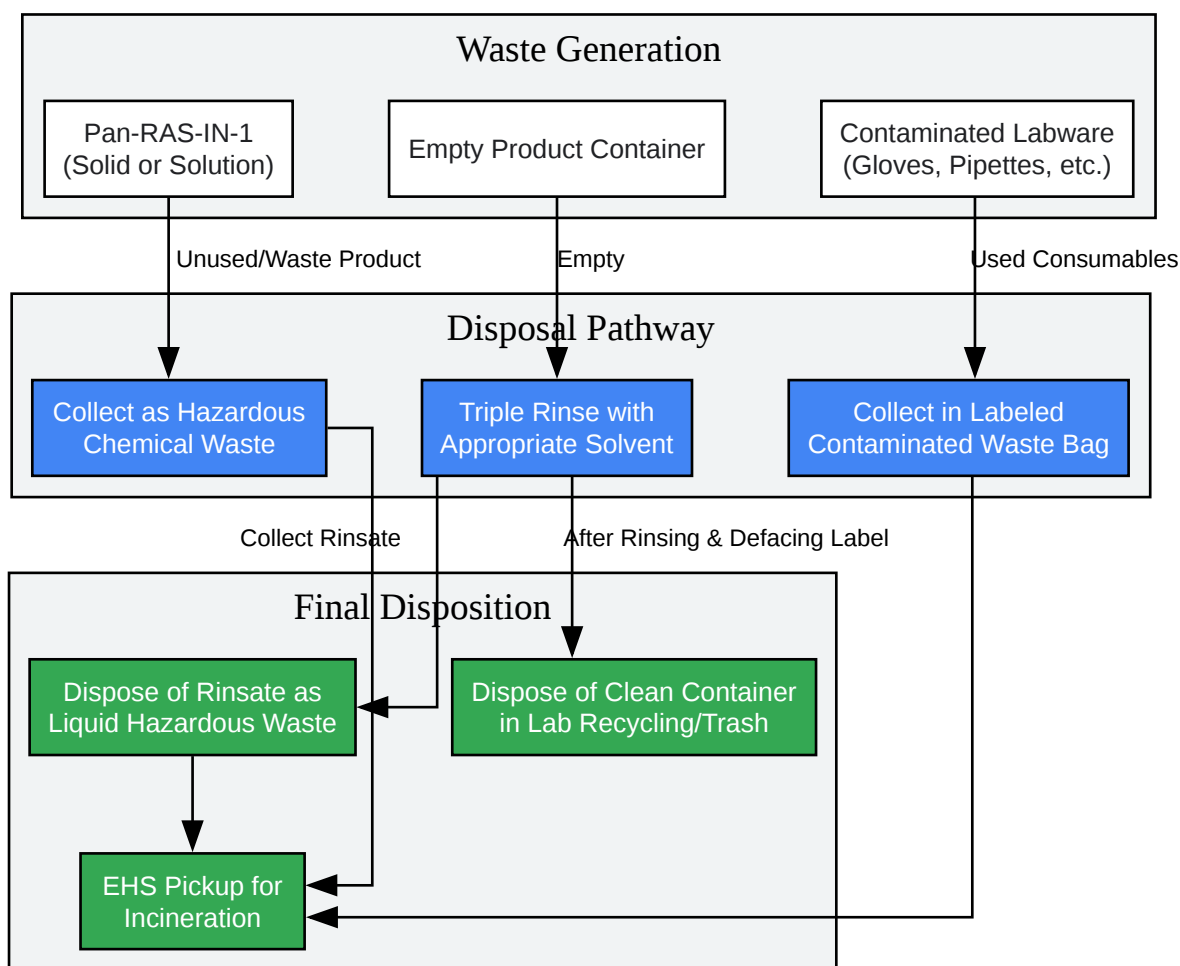 Waste Generation
Pan-RAS-IN-1
(Solid or Solution)
Empty Product Container
Contaminated Labware
(Gloves, Pipettes, etc.)
Unused/Waste Product
Empty
Used Consumables
Disposal Pathway
Collect as Hazardous
Chemical Waste
Triple Rinse with
Appropriate Solvent
Collect in Labeled
Contaminated Waste Bag
Collect Rinsate
After Rinsing & Defacing Label
Final Disposition
Dispose of Rinsate as
Liquid Hazardous Waste
Dispose of Clean Container
in Lab Recycling/Trash
EHS Pickup for
Incineration